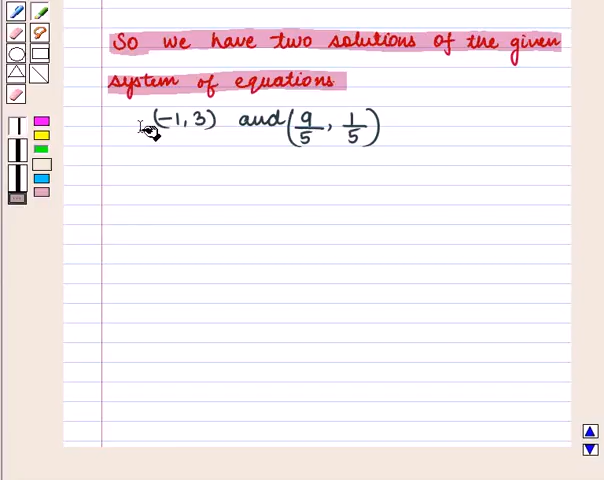 So we have two solutions of the given
system of equations
(-1, 3) and (9/5, 1/5)